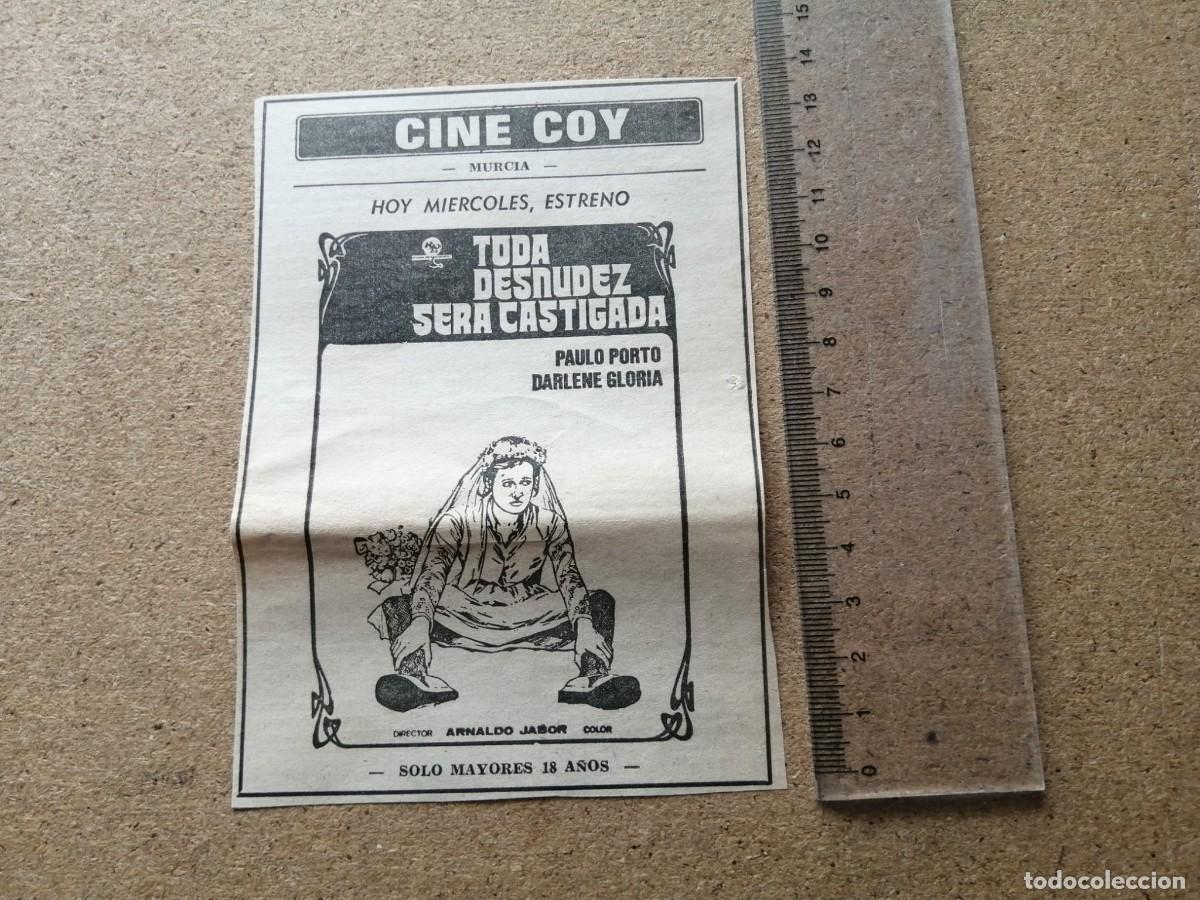 CINE COY
— MURCIA —
HOY MIERCOLES, ESTRENO
TODA
DESNUDEZ
SERA CASTIGADA
PAULO PORTO
DARLENE GLORIA
DIRECTOR ARNALDO JABOR COLOR
— SOLO MAYORES 18 AÑOS —
15
14
13
12
11
10
9
8
7
6
5
4
3
2
1
0
todocoleccion